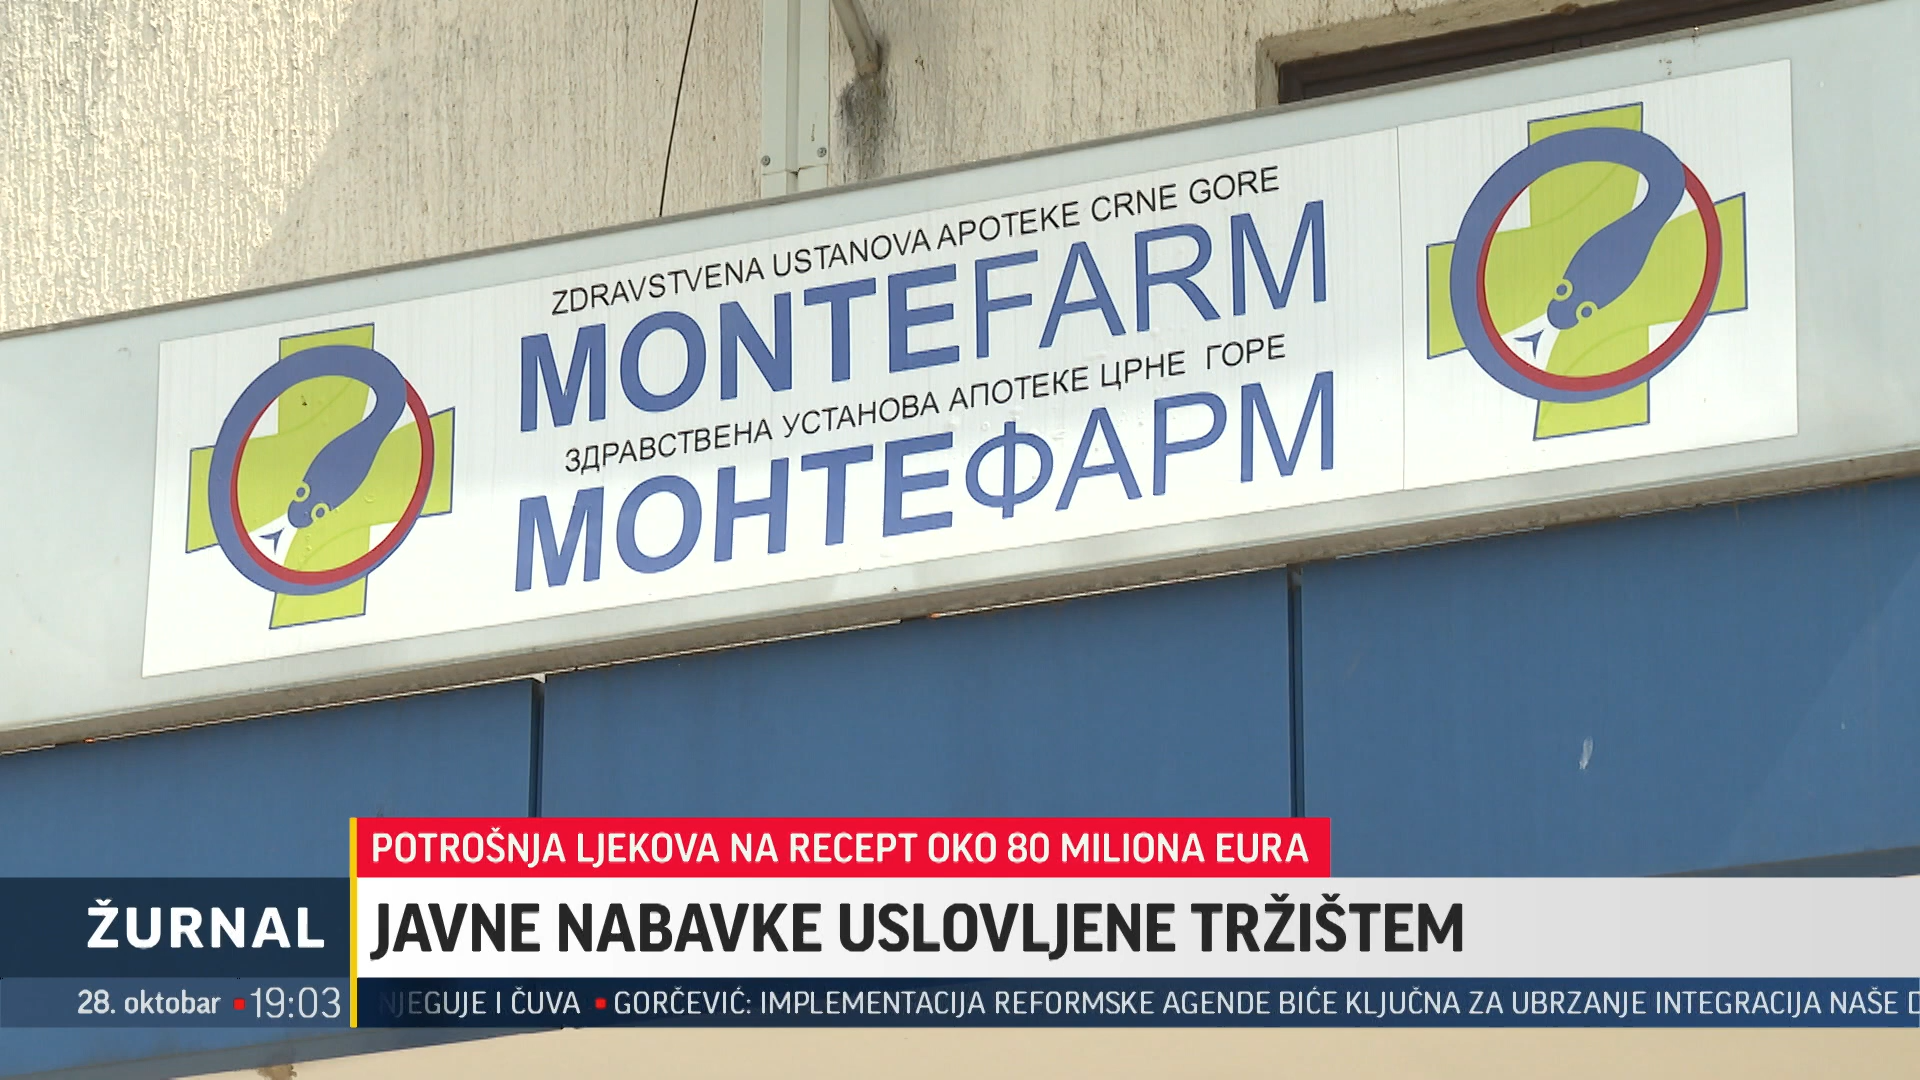 ZDRAVSTVENA USTANOVA APOTEKE CRNE GORE
MONTEFARM
ЗДРАВСТВЕНА УСТАНОВА АПОТЕКЕ ЦРНЕ ГОРЕ
МОНТЕФАРМ
POTROŠNJA LJEKOVA NA RECEPT OKO 80 MILIONA EURA
ŽURNAL
JAVNE NABAVKE USLOVLJENE TRŽIŠTEM
28. oktobar 19:03
NJEGUJE I ČUVA GORČEVIĆ: IMPLEMENTACIJA REFORMSKE AGENDE BIĆE KLJUČNA ZA UBRZANJE INTEGRACIJA NAŠE